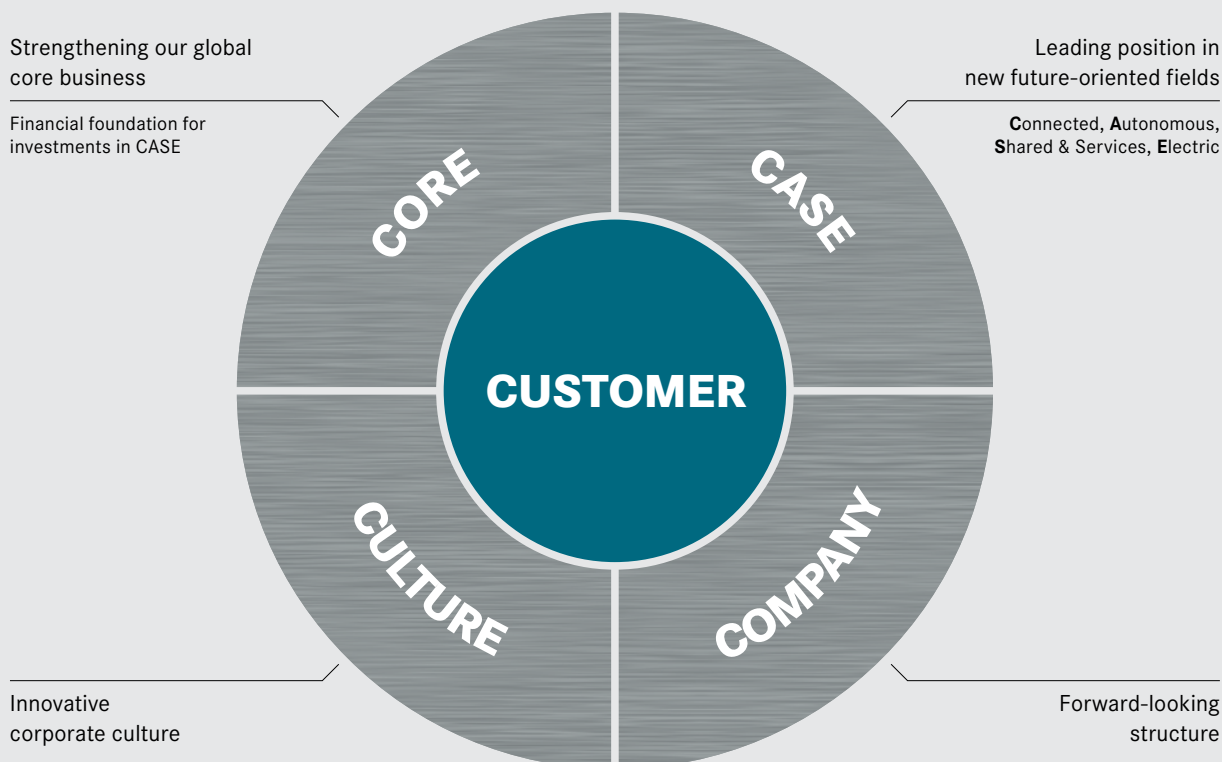 Strengthening our global
core business
Financial foundation for
investments in CASE
Leading position in
new future-oriented fields
Connected, Autonomous,
Shared & Services, Electric
CORE
CASE
CUSTOMER
CULTURE
COMPANY
Innovative
corporate culture
Forward-looking
structure